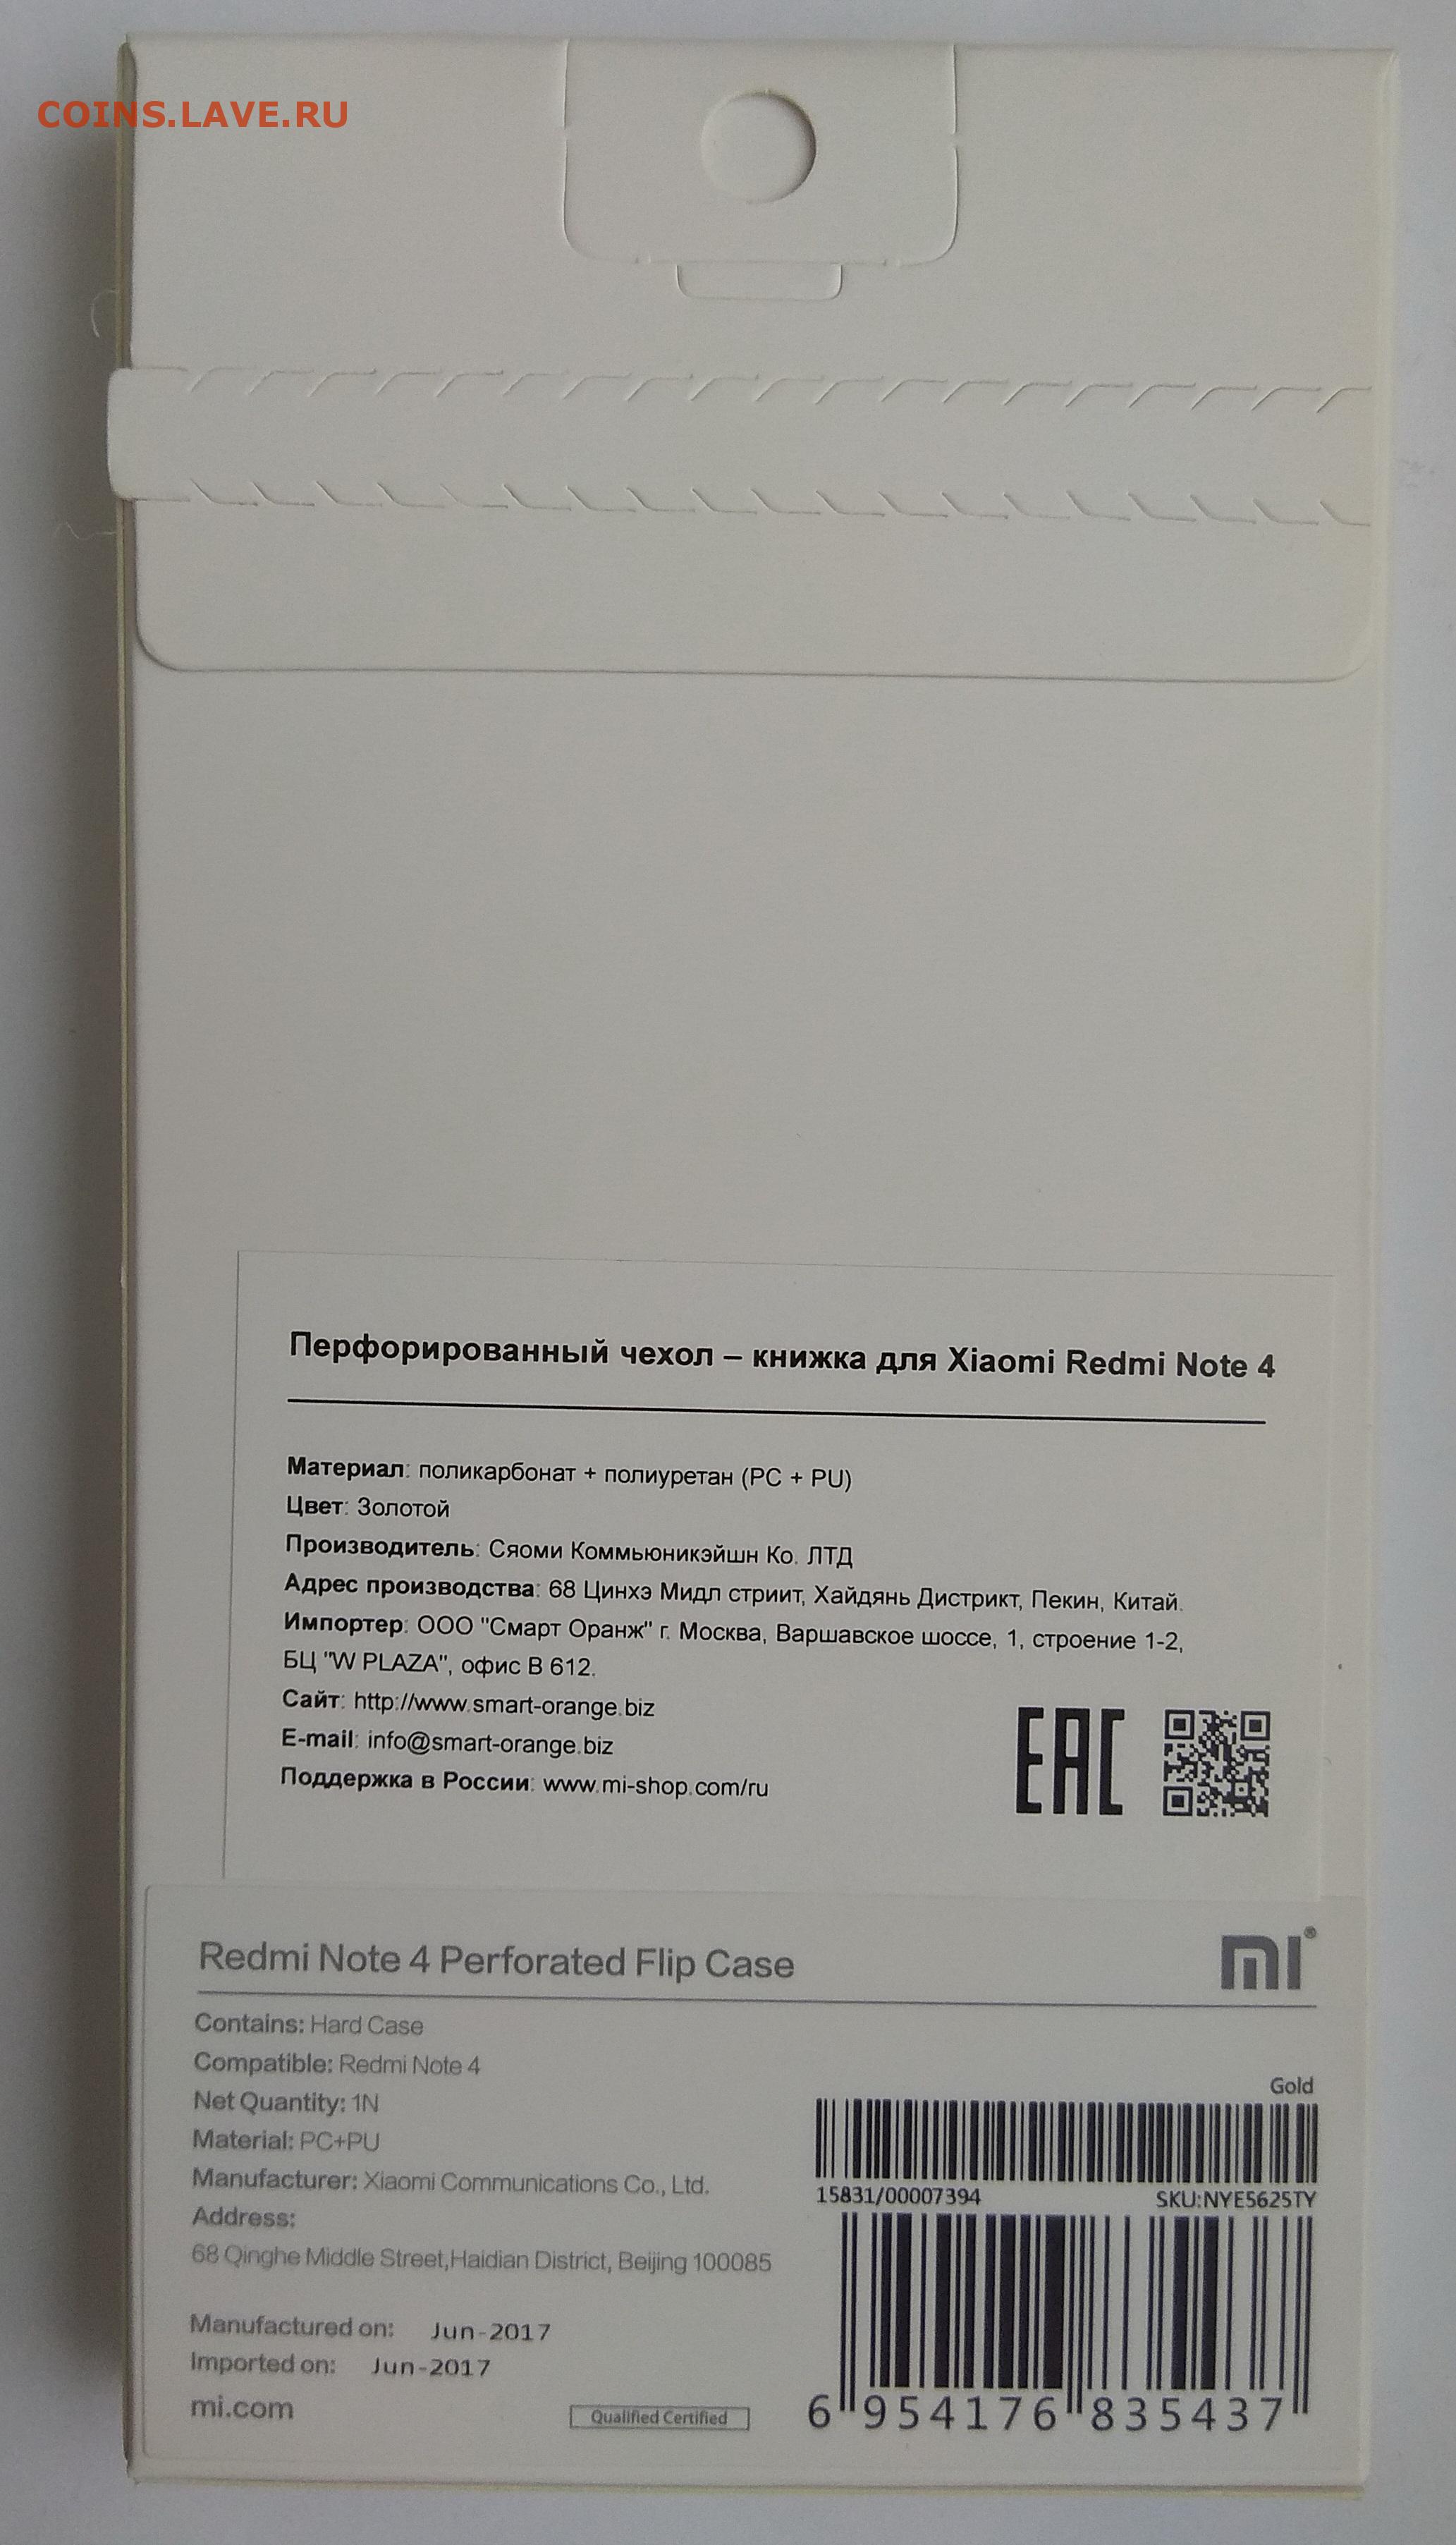 COINS.LAVE.RU
Перфорированный чехол – книжка для Xiaomi Redmi Note 4
Материал: поликарбонат + полиуретан (PC + PU)
Цвет: Золотой
Производитель: Сяоми Коммьюникэйшн Ко. ЛТД
Адрес производства: 68 Цинхэ Мидл стриит, Хайдянь Дистрикт, Пекин, Китай.
Импортер: ООО "Смарт Оранж" г. Москва, Варшавское шоссе, 1, строение 1-2,
БЦ "W PLAZA", офис В 612.
Сайт: http://www.smart-orange.biz
E-mail: info@smart-orange.biz
Поддержка в России: www.mi-shop.com/ru
EAC
Redmi Note 4 Perforated Flip Case
mi®
Contains: Hard Case
Compatible: Redmi Note 4
Net Quantity: 1N
Material: PC+PU
Manufacturer: Xiaomi Communications Co., Ltd.
Address:
68 Qinghe Middle Street,Haidian District, Beijing 100085
Manufactured on: Jun-2017
Imported on: Jun-2017
mi.com
Qualified Certified
Gold
15831/00007394 SKU:NYE5625TY
6 954176 835437